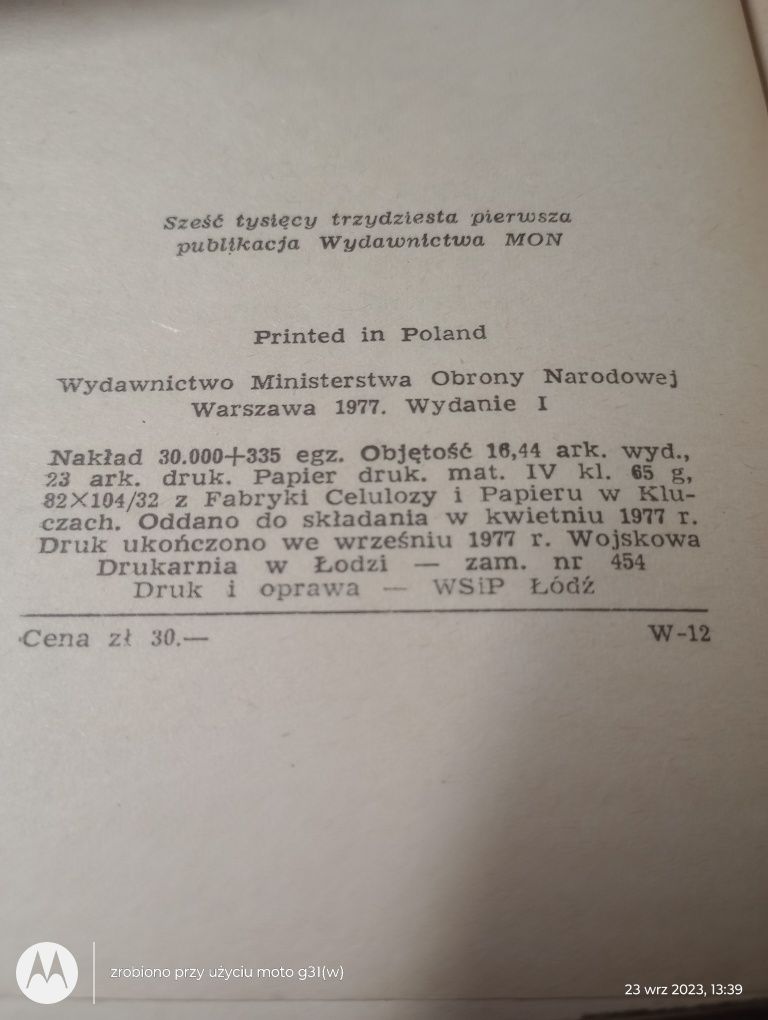 Sześć tysięcy trzydziesta pierwsza
publikacja Wydawnictwa MON
Printed in Poland
Wydawnictwo Ministerstwa Obrony Narodowej
Warszawa 1977. Wydanie I
Nakład 30.000+335 egz. Objętość 16,44 ark. wyd.,
23 ark. druk. Papier druk. mat. IV kl. 65 g,
82×104/32 z Fabryki Celulozy i Papieru w Klu-
czach. Oddano do składania w kwietniu 1977 r.
Druk ukończono we wrześniu 1977 r. Wojskowa
Drukarnia w Łodzi — zam. nr 454
Druk i oprawa — WSiP Łódź
Cena zł 30.— W-12
zrobiono przy użyciu moto g31(w)
23 wrz 2023, 13:39